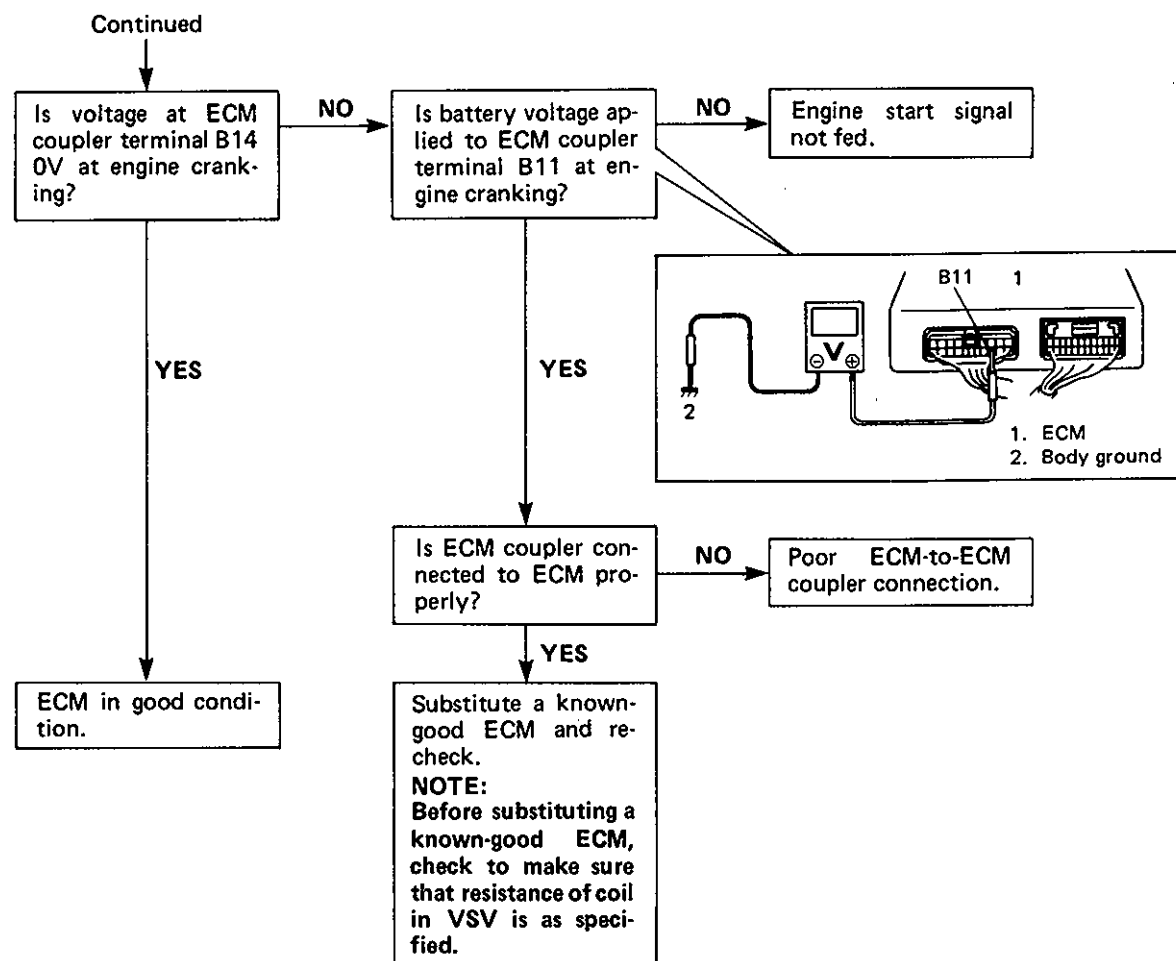 Continued
Is voltage at ECM
coupler terminal B14
0V at engine crank-
ing?
NO
Is battery voltage ap-
plied to ECM coupler
terminal B11 at en-
gine cranking?
NO
Engine start signal
not fed.
B11 1
V
⊖ ⊕
2
1. ECM
2. Body ground
YES
YES
Is ECM coupler con-
nected to ECM pro-
perly?
NO
Poor ECM-to-ECM
coupler connection.
YES
ECM in good condi-
tion.
Substitute a known-
good ECM and re-
check.
NOTE:
Before substituting a
known-good ECM,
check to make sure
that resistance of coil
in VSV is as speci-
fied.